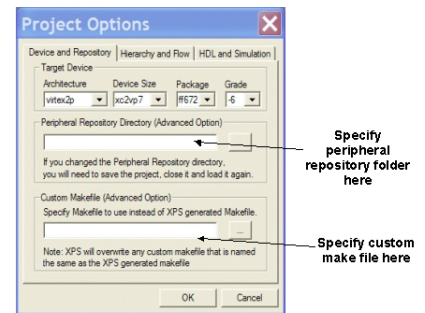 Project Options
Device and Repository Hierarchy and Flow HDL and Simulation
Target Device
Architecture Device Size Package Grade
virtex2p xc2vp7 ff672 -6
Peripheral Repository Directory (Advanced Option)
If you changed the Peripheral Repository directory,
you will need to save the project, close it and load it again.
Custom Makefile (Advanced Option)
Specify Makefile to use instead of XPS generated Makefile.
...
Note: XPS will overwrite any custom makefile that is named
the same as the XPS generated makefile
OK Cancel
Specify
peripheral
repository folder
here
Specify custom
make file here